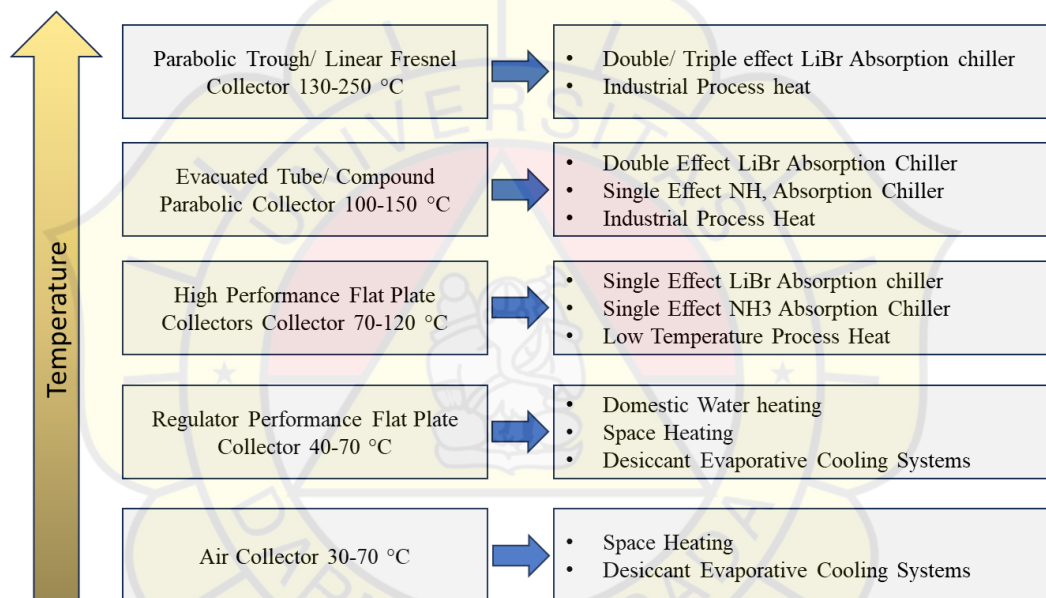 Temperature
Parabolic Trough/ Linear Fresnel
Collector 130-250 °C
• Double/ Triple effect LiBr Absorption chiller
• Industrial Process heat
Evacuated Tube/ Compound
Parabolic Collector 100-150 °C
• Double Effect LiBr Absorption Chiller
• Single Effect NH, Absorption Chiller
• Industrial Process Heat
High Performance Flat Plate
Collectors Collector 70-120 °C
• Single Effect LiBr Absorption chiller
• Single Effect NH3 Absorption Chiller
• Low Temperature Process Heat
Regulator Performance Flat Plate
Collector 40-70 °C
• Domestic Water heating
• Space Heating
• Desiccant Evaporative Cooling Systems
Air Collector 30-70 °C
• Space Heating
• Desiccant Evaporative Cooling Systems
UNIVERSITAS